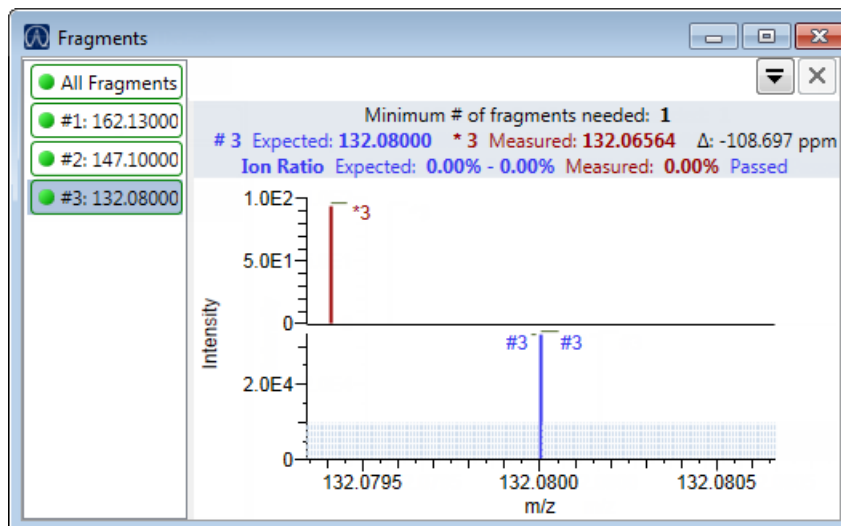 Fragments
All Fragments
#1: 162.13000
#2: 147.10000
#3: 132.08000
Minimum # of fragments needed: 1
# 3 Expected: 132.08000 * 3 Measured: 132.06564 Δ: -108.697 ppm
Ion Ratio Expected: 0.00% - 0.00% Measured: 0.00% Passed
1.0E2
*3
5.0E1
0
Intensity
#3 #3
2.0E4
0
132.0795 132.0800 132.0805
m/z